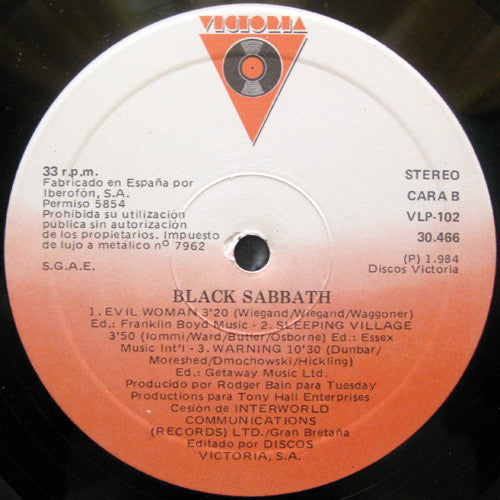 VICTORIA
33 r.p.m.
Fabricado en España por
Iberofón, S.A.
Permiso 5854
Prohibida su utilización
pública sin autorización
de los propietarios. Impuesto
de lujo a metálico nº 7962
S.G.A.E.
STEREO
CARA B
VLP-102
30.466
(P) 1.984
Discos Victoria
BLACK SABBATH
1. EVIL WOMAN 3'20 (Wiegand/Wiegand/Waggoner)
Ed.: Franklin Boyd Music - 2. SLEEPING VILLAGE
3'50 (Iommi/Ward/Butler/Osborne) Ed.: Essex
Music Int'l - 3. WARNING 10'30 (Dunbar/
Moreshed/Dmochowski/Hickling)
Ed.: Getaway Music Ltd.
Producido por Rodger Bain para Tuesday
Productions para Tony Hall Enterprises
Cesión de INTERWORLD
COMMUNICATIONS
(RECORDS) LTD./Gran Bretaña
Editado por DISCOS
VICTORIA, S.A.